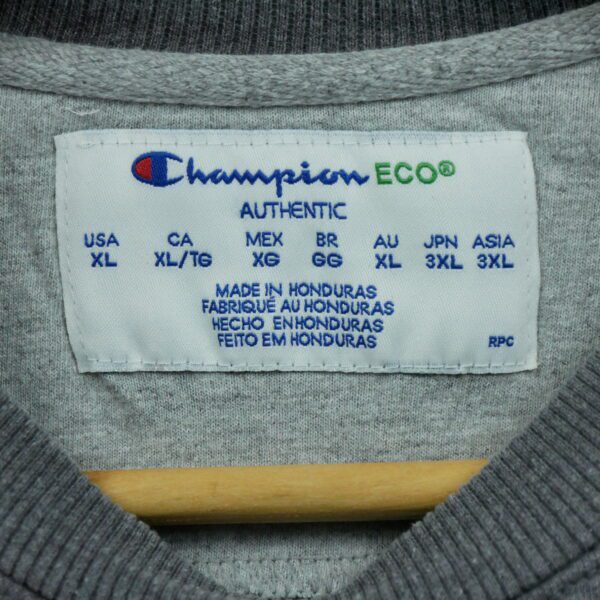 Champion ECO®
AUTHENTIC
USA CA MEX BR AU JPN ASIA
XL XL/TG XG GG XL 3XL 3XL
MADE IN HONDURAS
FABRIQUÉ AU HONDURAS
HECHO EN HONDURAS
FEITO EM HONDURAS
RPC